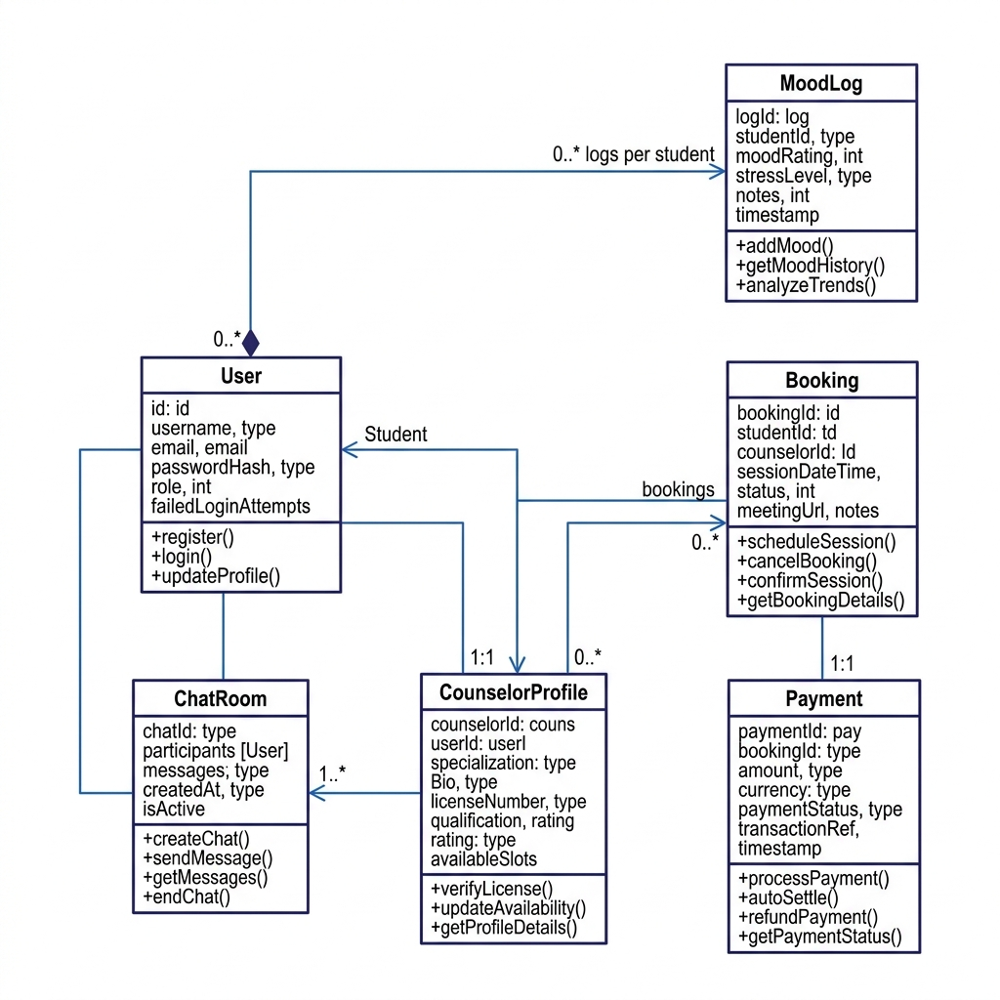 MoodLog
logId: log
studentId, type
moodRating, int
stressLevel, type
notes, int
timestamp
+addMood()
+getMoodHistory()
+analyzeTrends()
0..* logs per student
0..*
User
id: id
username, type
email, email
passwordHash, type
role, int
failedLoginAttempts
+register()
+login()
+updateProfile()
Student
bookings
0..*
Booking
bookingId: id
studentId: td
counselorId: Id
sessionDateTime,
status, int
meetingUrl, notes
+scheduleSession()
+cancelBooking()
+confirmSession()
+getBookingDetails()
1:1
0..*
1:1
ChatRoom
chatId: type
participants [User]
messages; type
createdAt, type
isActive
+createChat()
+sendMessage()
+getMessages()
+endChat()
1..*
CounselorProfile
counselorId: couns
userId: userI
specialization: type
Bio, type
licenseNumber, type
qualification, rating
rating: type
availableSlots
+verifyLicense()
+updateAvailability()
+getProfileDetails()
Payment
paymentId: pay
bookingId: type
amount, type
currency: type
paymentStatus, type
transactionRef,
timestamp
+processPayment()
+autoSettle()
+refundPayment()
+getPaymentStatus()